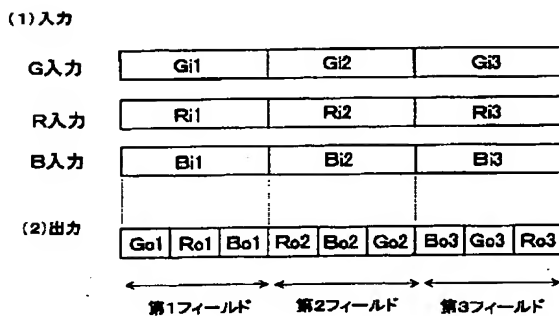 (1)入力
G入力 Gi1 Gi2 Gi3
R入力 Ri1 Ri2 Ri3
B入力 Bi1 Bi2 Bi3
(2)出力 Go1 Ro1 Bo1 Ro2 Bo2 Go2 Bo3 Go3 Ro3
第1フィールド 第2フィールド 第3フィールド